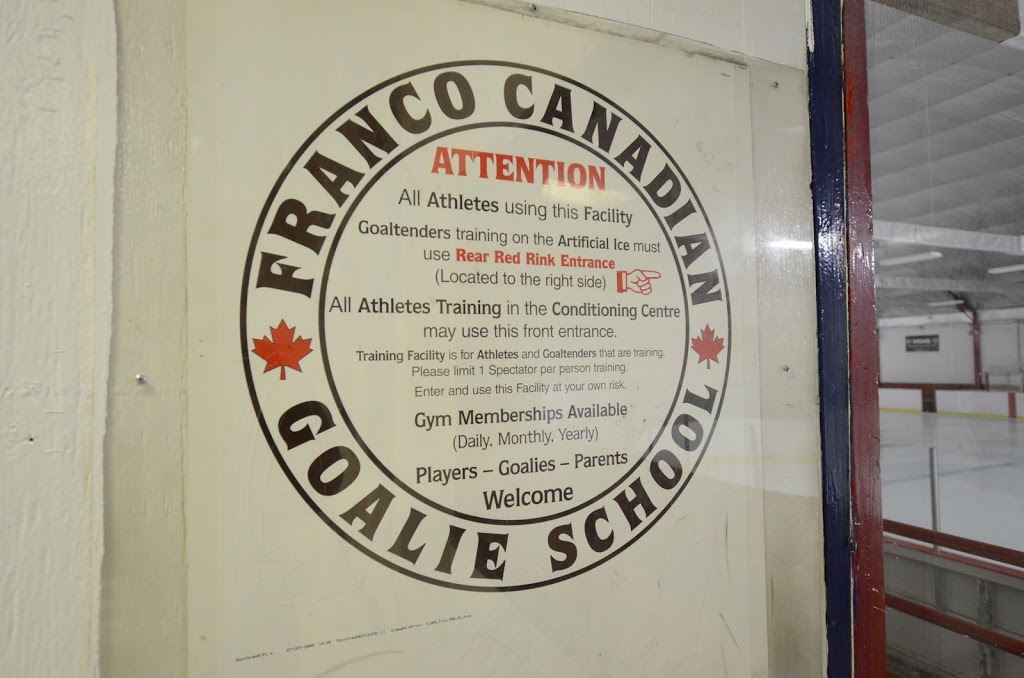 FRANCO CANADIAN
ATTENTION
All Athletes using this Facility
Goaltenders training on the Artificial Ice must
use Rear Red Rink Entrance
(Located to the right side)
All Athletes Training in the Conditioning Centre
may use this front entrance.
Training Facility is for Athletes and Goaltenders that are training.
Please limit 1 Spectator per person training.
Enter and use this Facility at your own risk.
Gym Memberships Available
(Daily, Monthly, Yearly)
Players – Goalies – Parents
Welcome
GOALIE SCHOOL